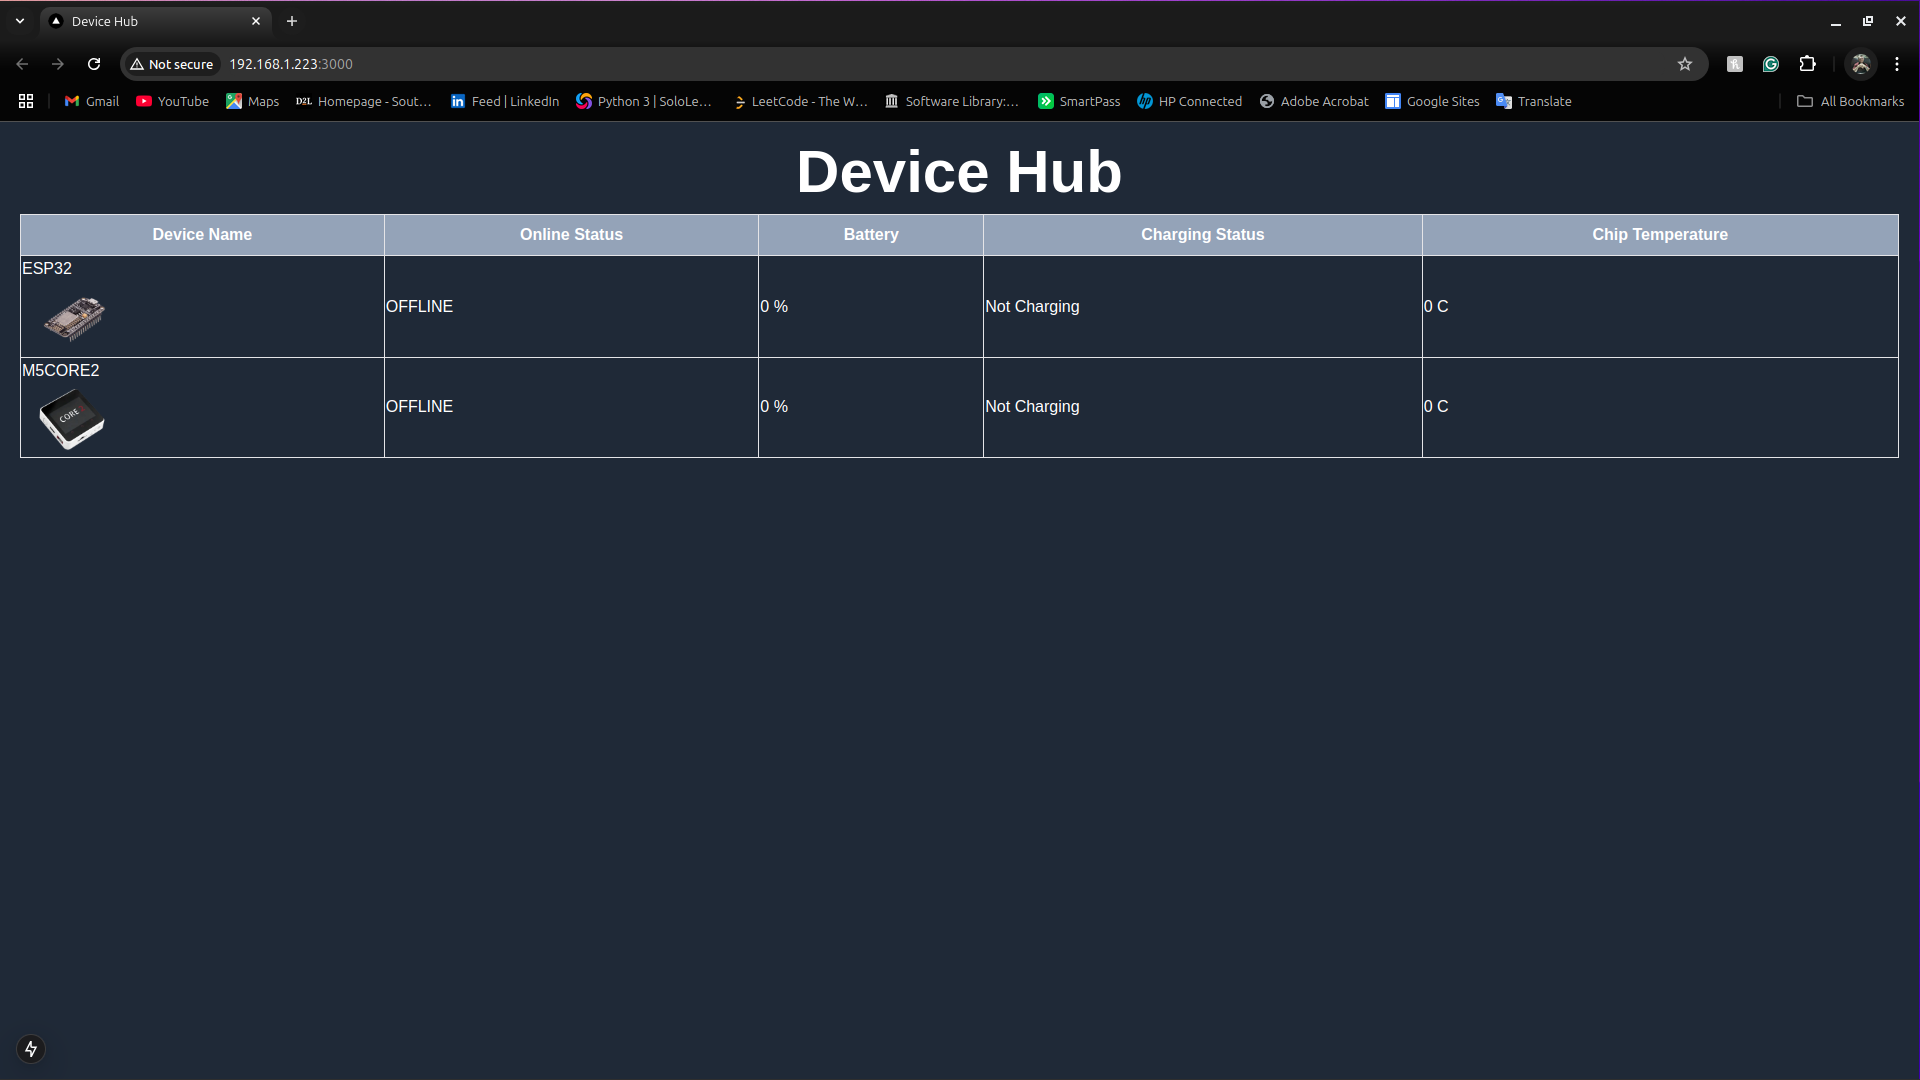 Device Hub
Not secure 192.168.1.223:3000
Gmail YouTube Maps D2L Homepage - Sout... Feed | LinkedIn Python 3 | SoloLe... LeetCode - The W... Software Library:... SmartPass HP Connected Adobe Acrobat Google Sites Translate All Bookmarks
Device Hub
Device Name Online Status Battery Charging Status Chip Temperature
ESP32
OFFLINE 0 % Not Charging 0 C
M5CORE2
CORE
OFFLINE 0 % Not Charging 0 C